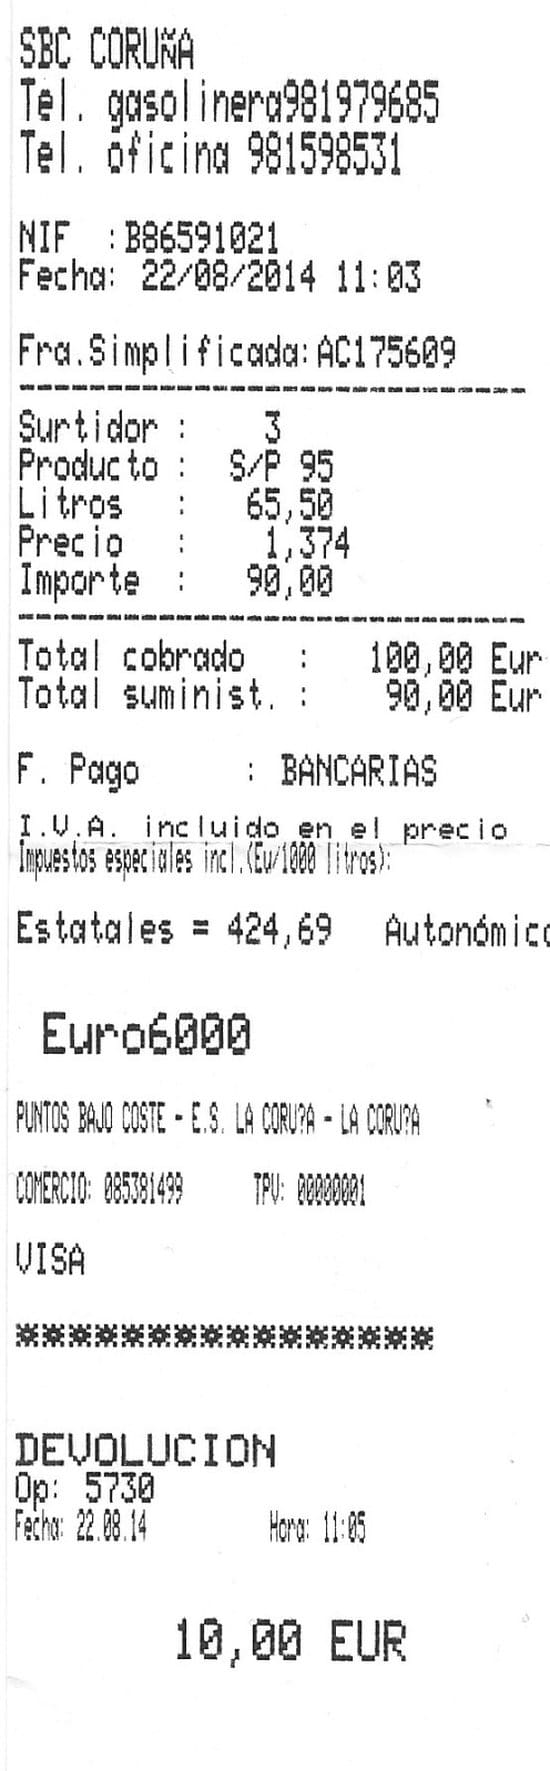 SBC CORUÑA
Tel. gasolinera981979685
Tel. oficina 981598531
NIF :B86591021
Fecha: 22/08/2014 11:03
Fra.Simplificada:AC175609
Surtidor : 3
Producto : S/P 95
Litros : 65,50
Precio : 1,374
Importe : 90,00
Total cobrado : 100,00 Eur
Total suminist. : 90,00 Eur
F. Pago : BANCARIAS
I.V.A. incluido en el precio
Impuestos especiales incl.(Eu/1000 litros):
Estatales = 424,69 Autonómico
Euro6000
PUNTOS BAJO COSTE - E.S. LA CORU?A - LA CORU?A
COMERCIO: 085381499 TPV: 00000001
VISA
****************
DEVOLUCION
Op: 5730
Fecha: 22.08.14 Hora: 11:05
10,00 EUR